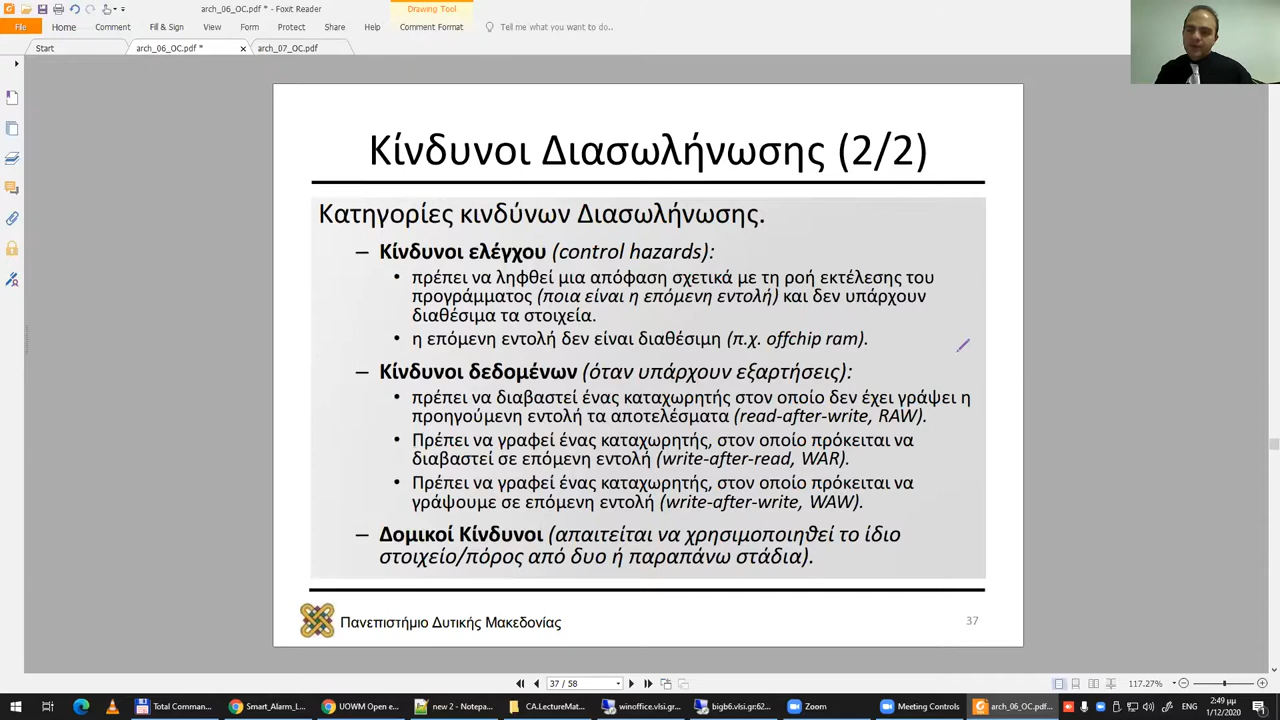 arch_06_OC.pdf * - Foxit Reader
Drawing Tool
File
Home
Comment
Fill & Sign
View
Form
Protect
Share
Help
Comment Format
Tell me what you want to do..
Start
arch_06_OC.pdf *
arch_07_OC.pdf
Κίνδυνοι Διασωλήνωσης (2/2)
Κατηγορίες κινδύνων Διασωλήνωσης.
– Κίνδυνοι ελέγχου (control hazards):
• πρέπει να ληφθεί μια απόφαση σχετικά με τη ροή εκτέλεσης του
προγράμματος (ποια είναι η επόμενη εντολή) και δεν υπάρχουν
διαθέσιμα τα στοιχεία.
• η επόμενη εντολή δεν είναι διαθέσιμη (π.χ. offchip ram).
– Κίνδυνοι δεδομένων (όταν υπάρχουν εξαρτήσεις):
• πρέπει να διαβαστεί ένας καταχωρητής στον οποίο δεν έχει γράψει η
προηγούμενη εντολή τα αποτελέσματα (read-after-write, RAW).
• Πρέπει να γραφεί ένας καταχωρητής, στον οποίο πρόκειται να
διαβαστεί σε επόμενη εντολή (write-after-read, WAR).
• Πρέπει να γραφεί ένας καταχωρητής, στον οποίο πρόκειται να
γράψουμε σε επόμενη εντολή (write-after-write, WAW).
– Δομικοί Κίνδυνοι (απαιτείται να χρησιμοποιηθεί το ίδιο
στοιχείο/πόρος από δυο ή παραπάνω στάδια).
Πανεπιστήμιο Δυτικής Μακεδονίας
37
37 / 58
117.27%
Total Comman...
Smart_Alarm_L...
UOWM Open e...
new 2 - Notepa...
CA.LectureMat...
winoffice.vlsi.gr...
bigb6.vlsi.gr:62...
Zoom
Meeting Controls
arch_06_OC.pdf...
ENG
2:49 μμ
1/12/2020